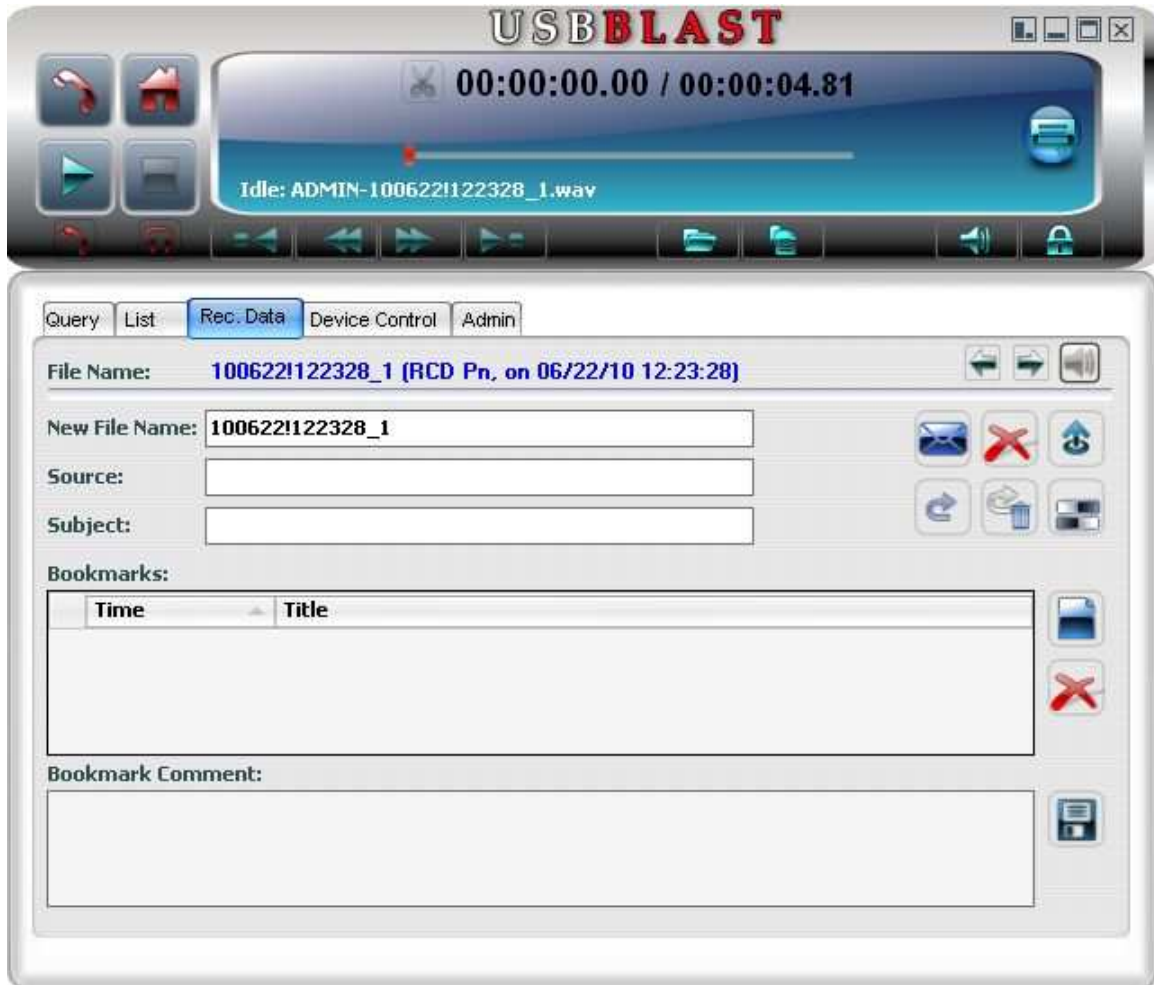 USBBLAST
00:00:00.00 / 00:00:04.81
Idle: ADMIN-100622!122328_1.wav
Query List Rec. Data Device Control Admin
File Name: 100622!122328_1 (RCD Pn, on 06/22/10 12:23:28)
New File Name: 100622!122328_1
Source:
Subject:
Bookmarks:
Time Title
Bookmark Comment: